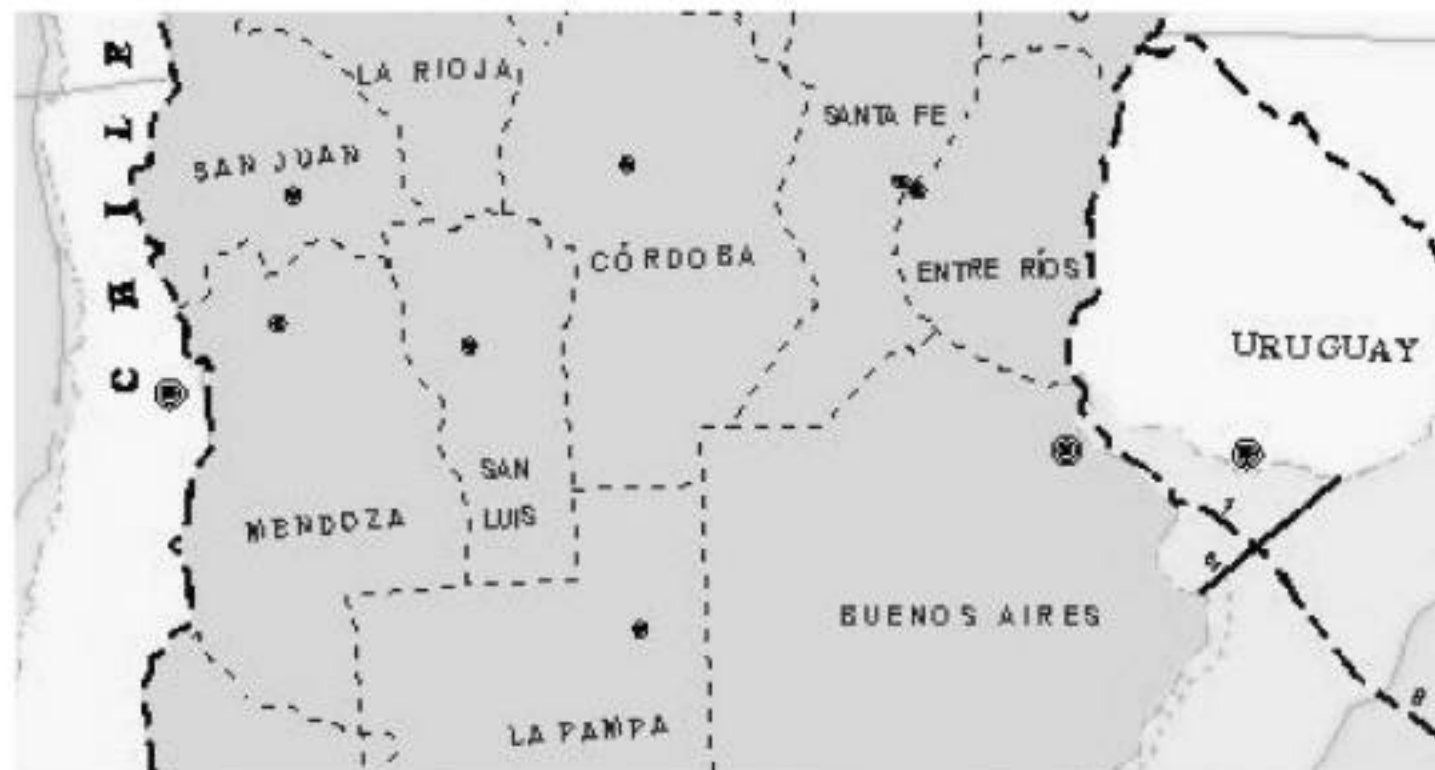 CHILE
LA RIOJA
SANTA FE
SAN JUAN
CÓRDOBA
ENTRE RÍOS
URUGUAY
SAN
LUIS
MENDOZA
BUENOS AIRES
LA PAMPA